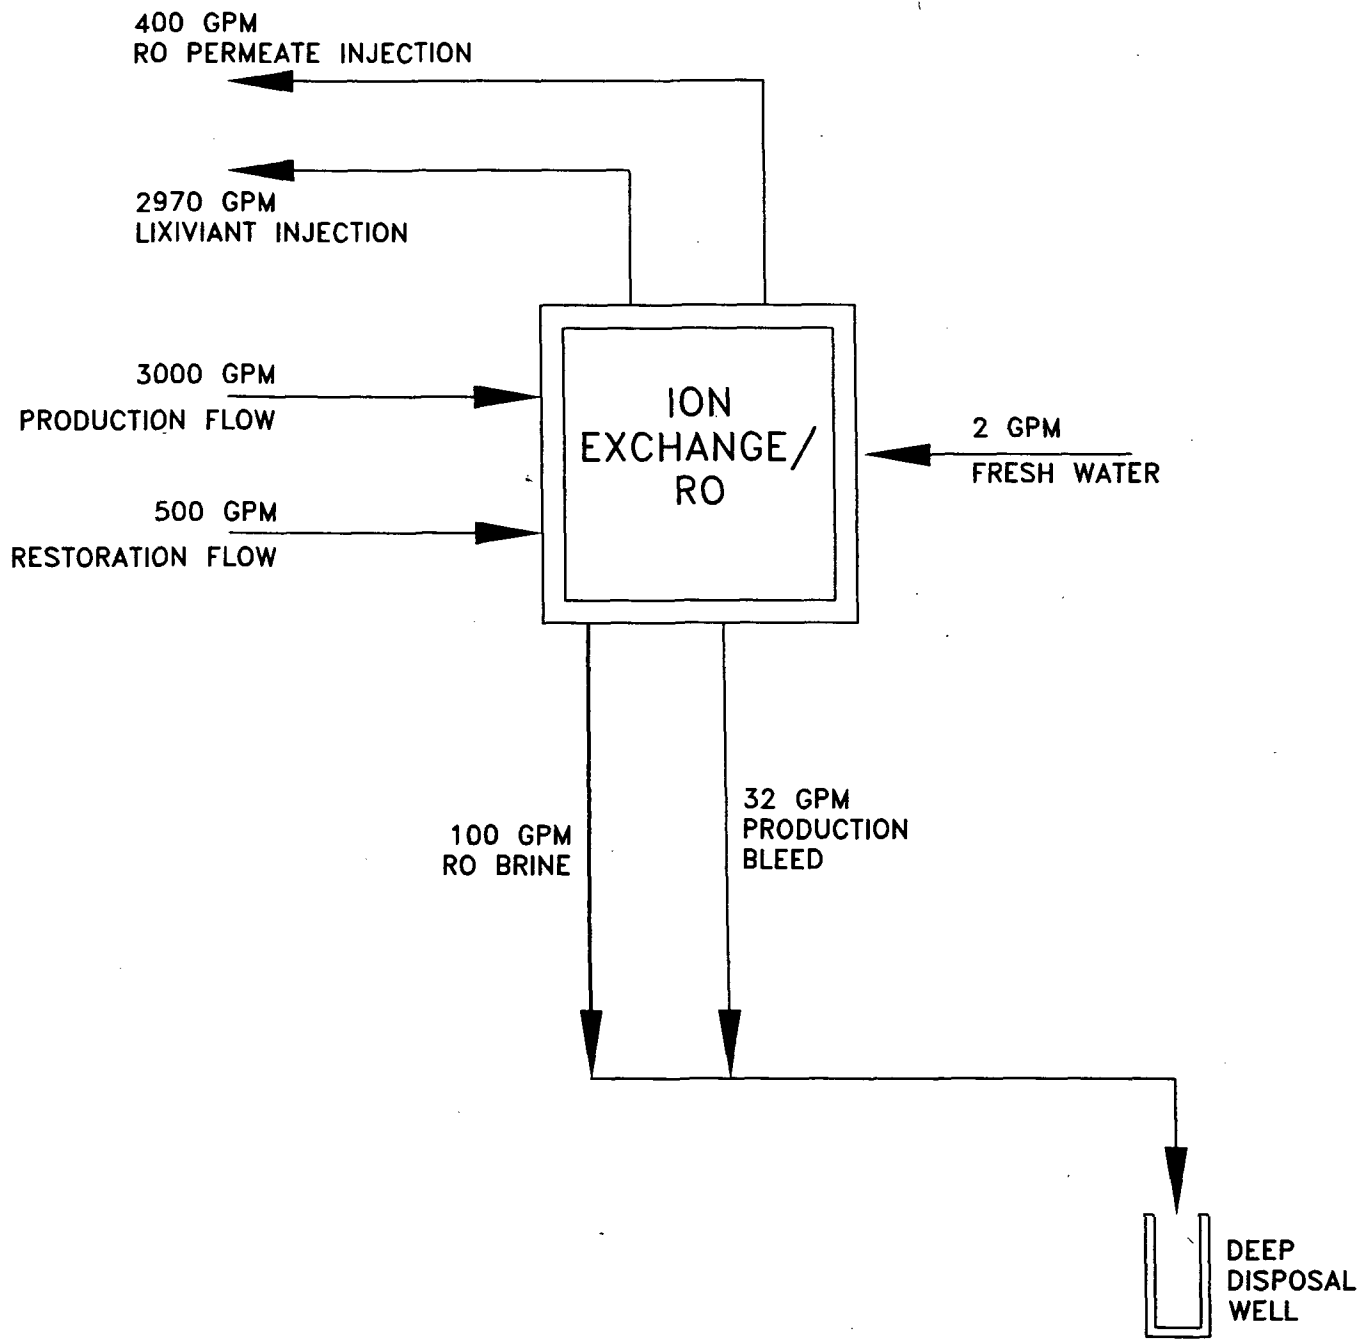 400 GPM
RO PERMEATE INJECTION
2970 GPM
LIXIVIANT INJECTION
3000 GPM
PRODUCTION FLOW
500 GPM
RESTORATION FLOW
ION
EXCHANGE/
RO
2 GPM
FRESH WATER
100 GPM
RO BRINE
32 GPM
PRODUCTION
BLEED
DEEP
DISPOSAL
WELL